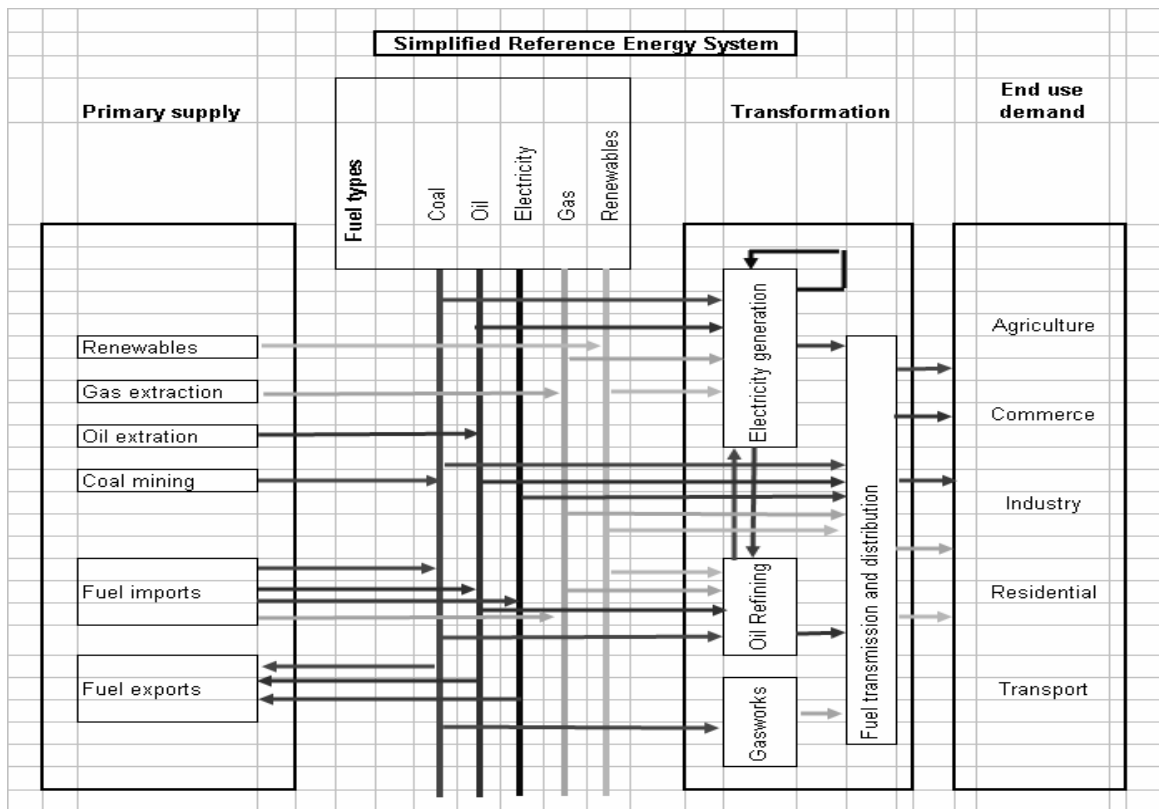 Simplified Reference Energy System
Primary supply
Fuel types
Coal
Oil
Electricity
Gas
Renewables
Transformation
End use
demand
Renewables
Gas extraction
Oil extration
Coal mining
Fuel imports
Fuel exports
Electricity generation
Oil Refining
Gasworks
Fuel transmission and distribution
Agriculture
Commerce
Industry
Residential
Transport